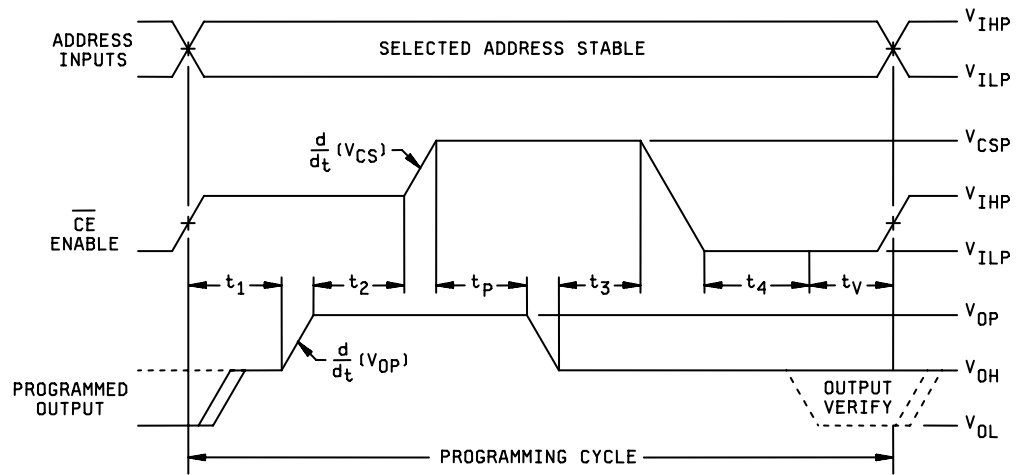 ADDRESS
INPUTS
SELECTED ADDRESS STABLE
V_IHP
V_ILP
d/dt (V_CS)
V_CSP
C̅E̅
ENABLE
V_IHP
V_ILP
t_1
t_2
t_P
t_3
t_4
t_V
V_OP
d/dt (V_OP)
PROGRAMMED
OUTPUT
OUTPUT
VERIFY
V_OH
V_OL
PROGRAMMING CYCLE